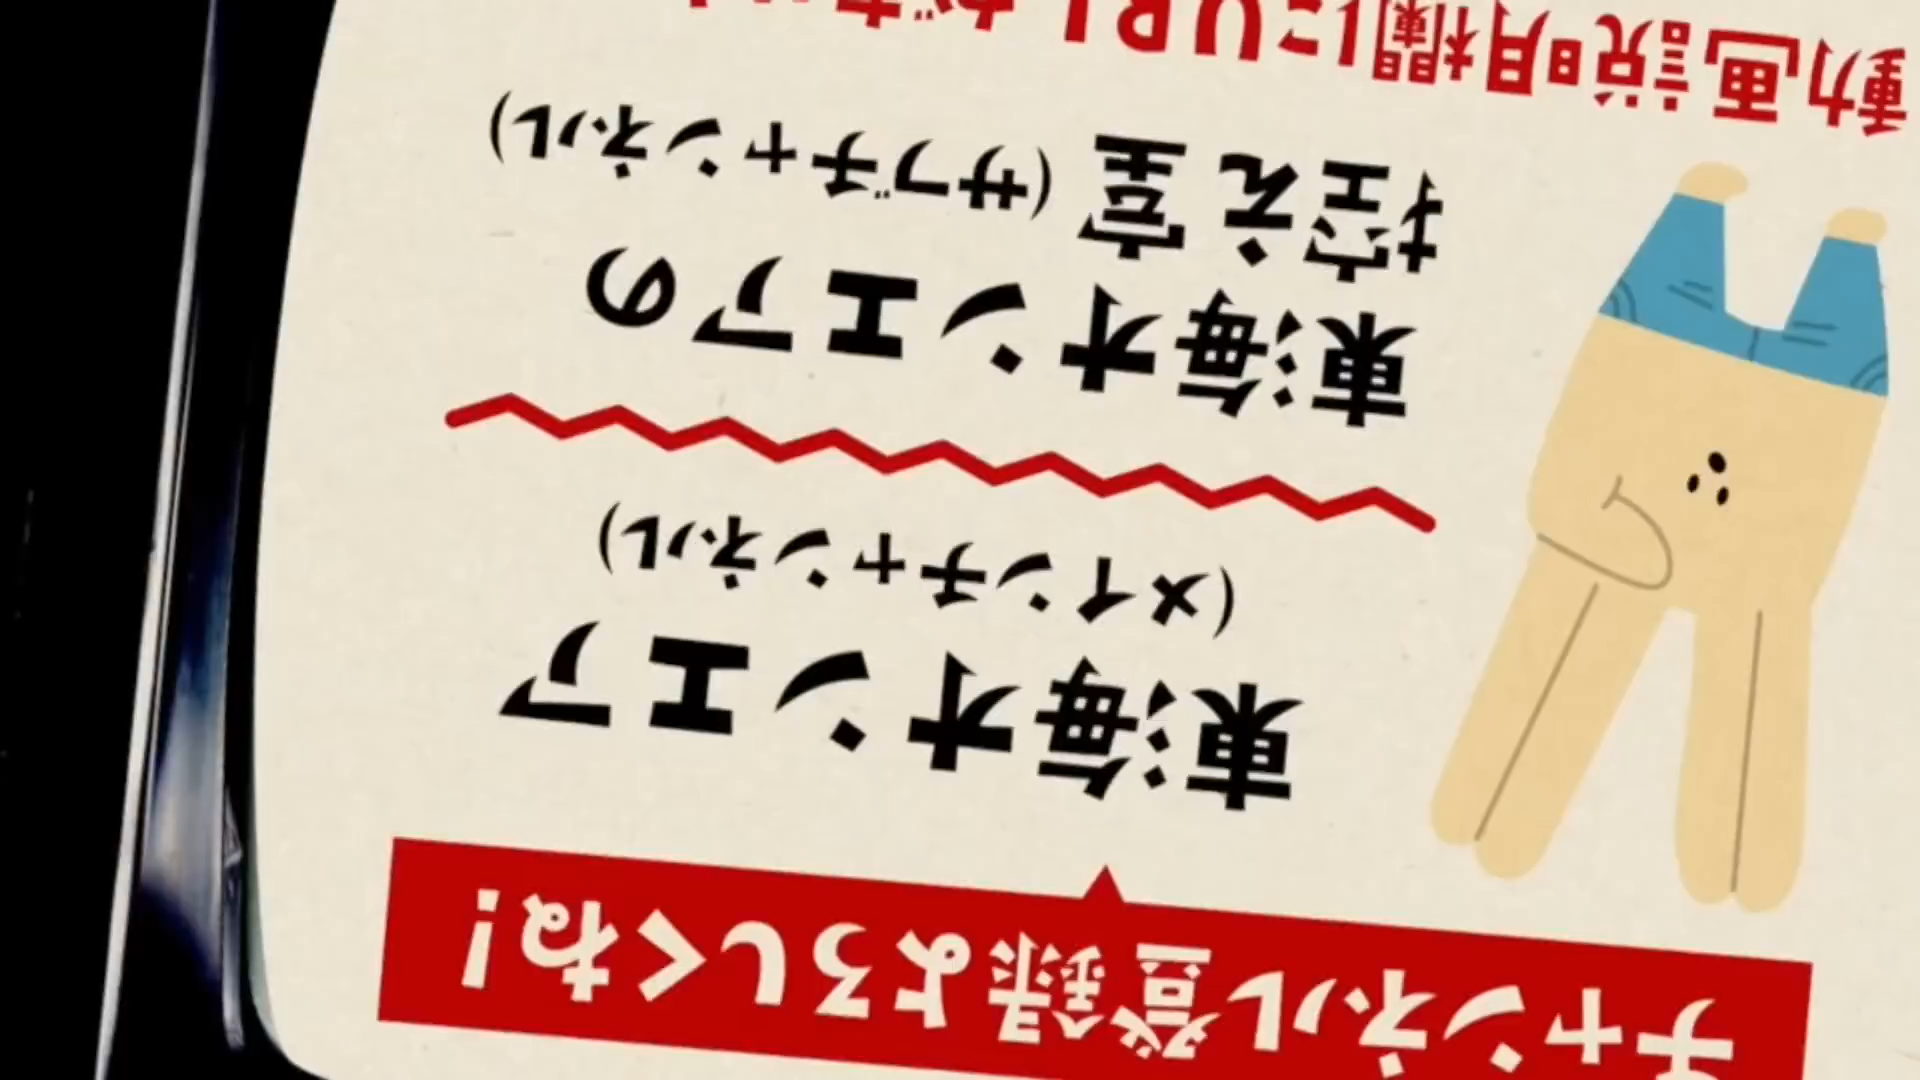 チャンネル登録よろしくね!
東海オンエア
(メインチャンネル)
東海オンエアの
控え室 (サブチャンネル)
動画説明欄にURLが